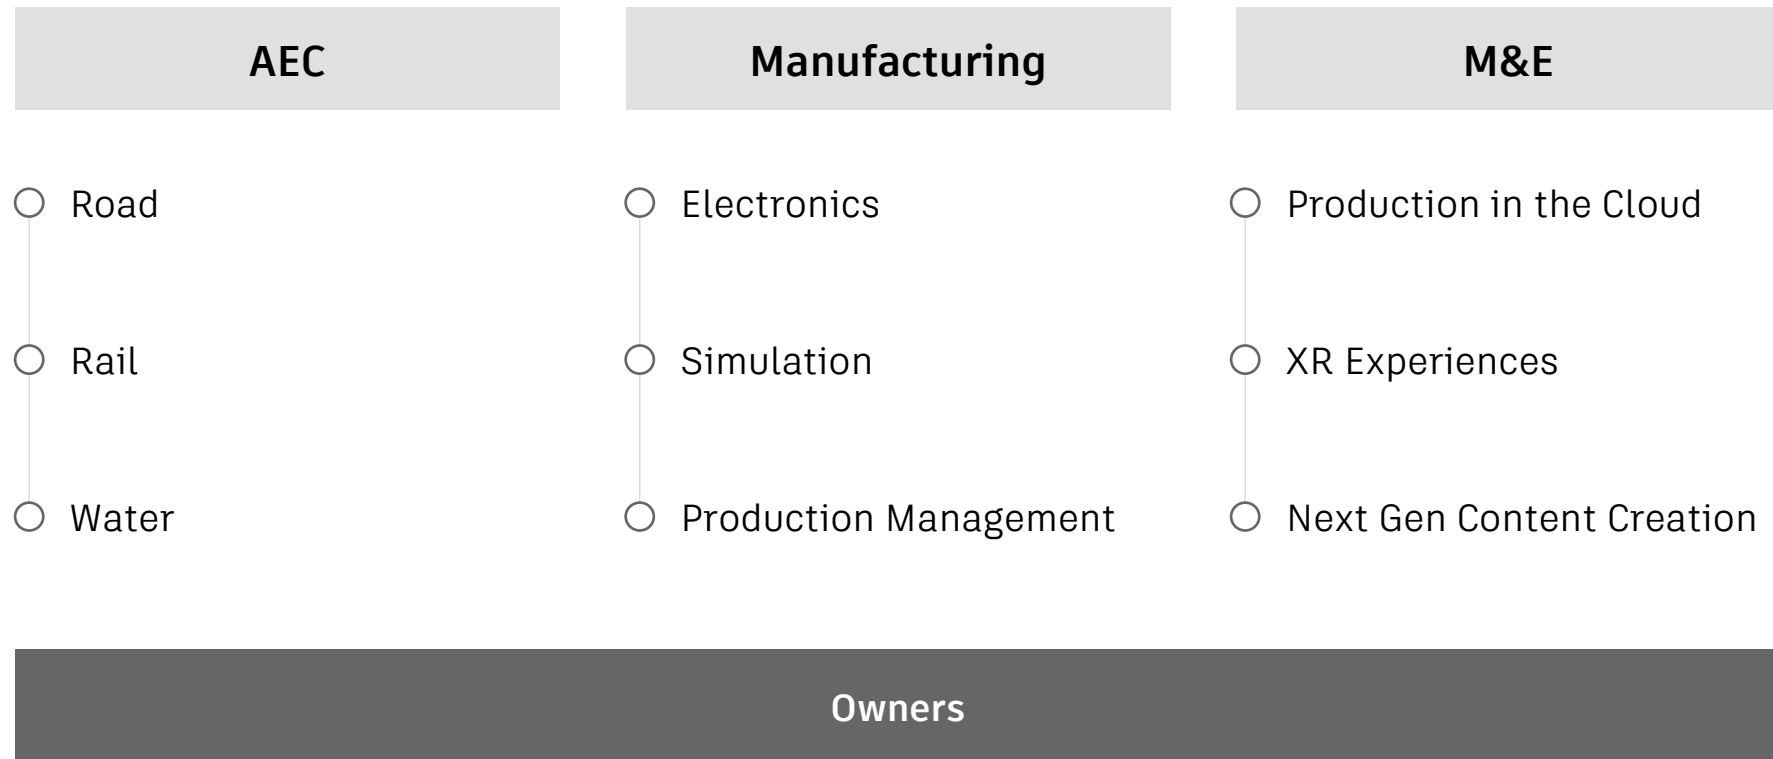 AEC
Manufacturing
M&E
Road
Electronics
Production in the Cloud
Rail
Simulation
XR Experiences
Water
Production Management
Next Gen Content Creation
Owners